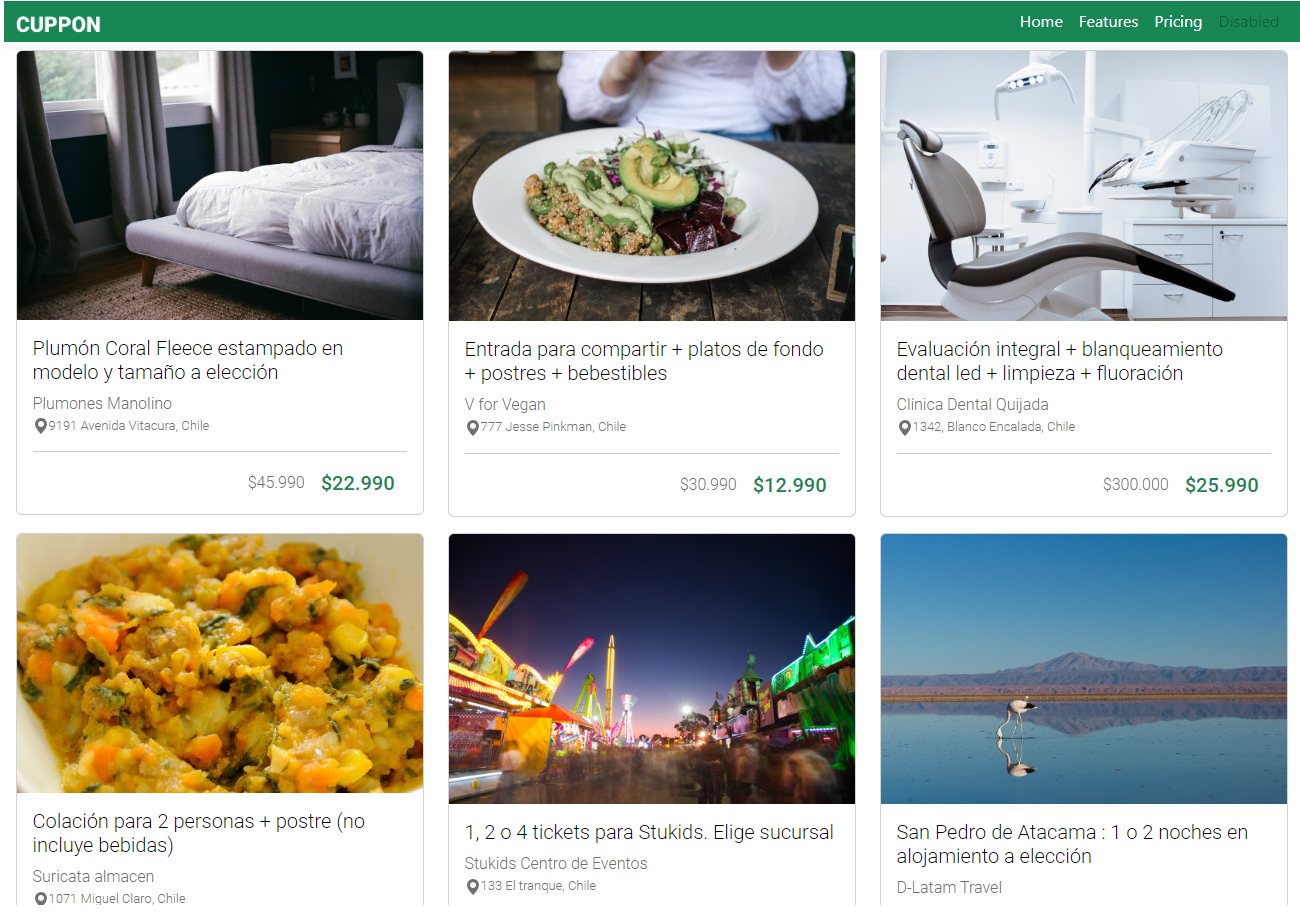 CUPPON
Home Features Pricing Disabled
Plumón Coral Fleece estampado en
modelo y tamaño a elección
Plumones Manolino
9191 Avenida Vitacura, Chile
$45.990 $22.990
Entrada para compartir + platos de fondo
+ postres + bebestibles
V for Vegan
777 Jesse Pinkman, Chile
$30.990 $12.990
Evaluación integral + blanqueamiento
dental led + limpieza + fluoración
Clínica Dental Quijada
1342, Blanco Encalada, Chile
$300.000 $25.990
Colación para 2 personas + postre (no
incluye bebidas)
Suricata almacen
1071 Miguel Claro, Chile
1, 2 o 4 tickets para Stukids. Elige sucursal
Stukids Centro de Eventos
133 El tranque, Chile
San Pedro de Atacama : 1 o 2 noches en
alojamiento a elección
D-Latam Travel